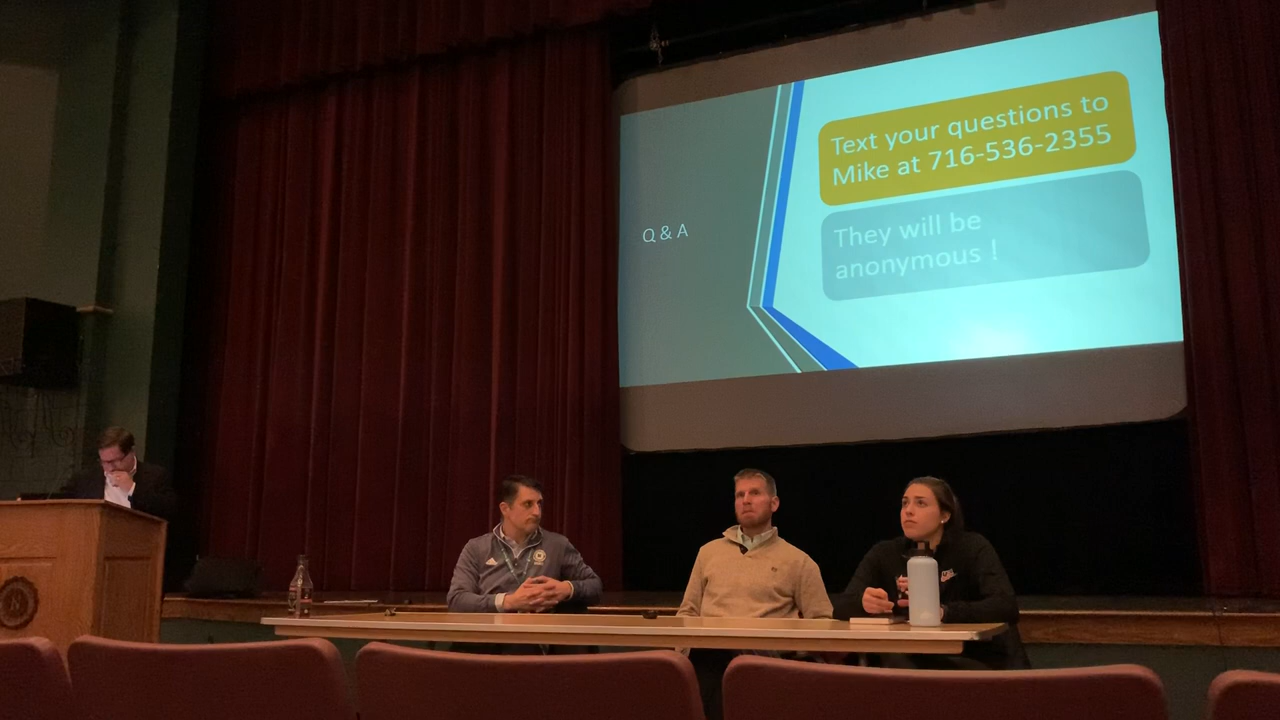 Q & A
Text your questions to
Mike at 716-536-2355
They will be
anonymous !